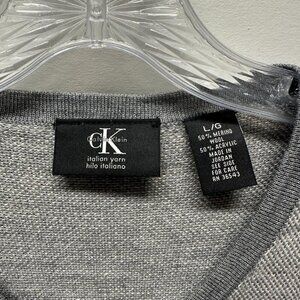 cK
Calvin Klein
italian yarn
hilo italiano
L/G
50% MERINO
WOOL
50% ACRYLIC
MADE IN
JORDAN
SEE SIDE
FOR CARE
RN 36543